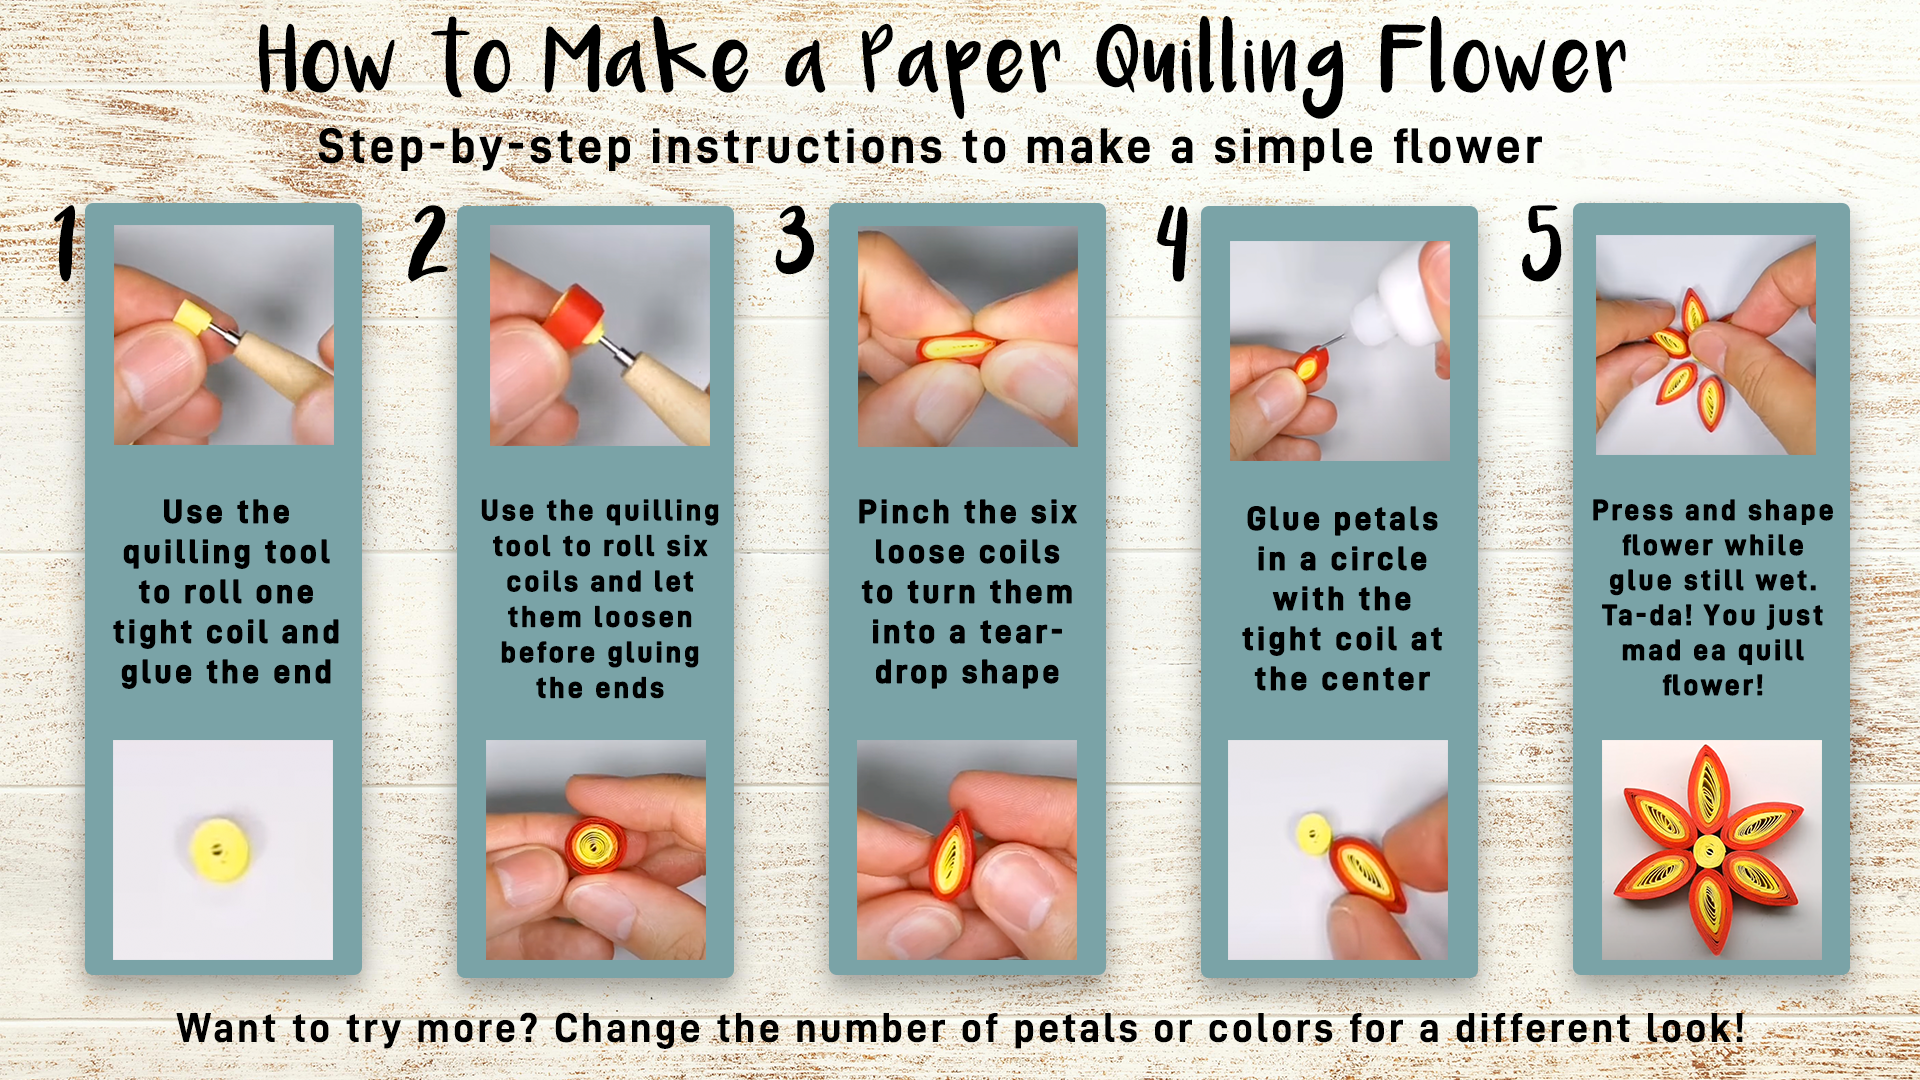 How to Make a Paper Quilling Flower
Step-by-step instructions to make a simple flower
1
Use the
quilling tool
to roll one
tight coil and
glue the end
2
Use the quilling
tool to roll six
coils and let
them loosen
before gluing
the ends
3
Pinch the six
loose coils
to turn them
into a tear-
drop shape
4
Glue petals
in a circle
with the
tight coil at
the center
5
Press and shape
flower while
glue still wet.
Ta-da! You just
mad ea quill
flower!
Want to try more? Change the number of petals or colors for a different look!